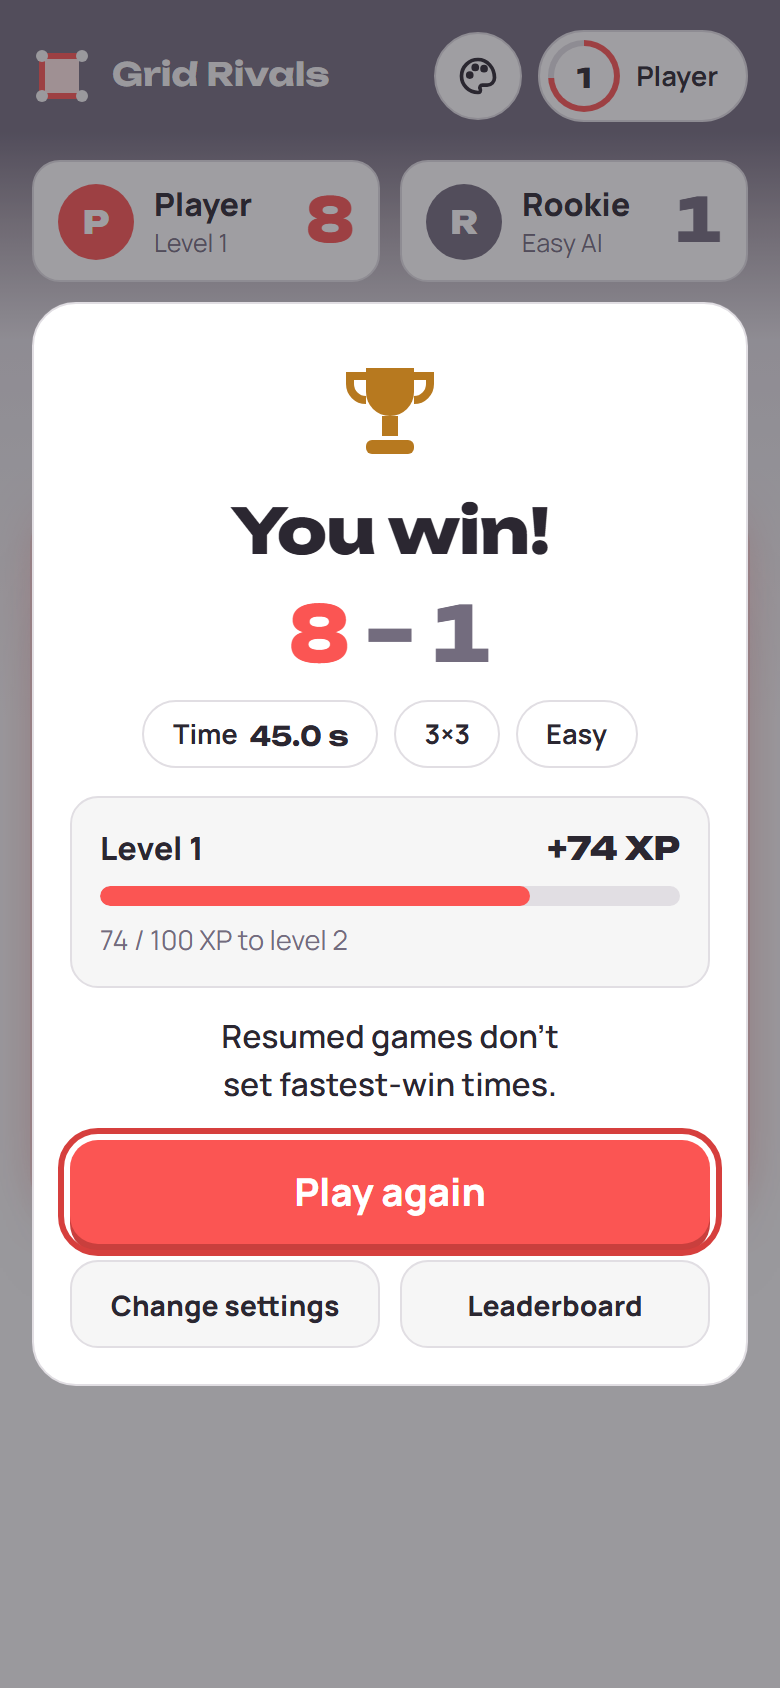 Grid Rivals
1
Player
P
Player
Level 1
8
R
Rookie
Easy AI
1
You win!
8 – 1
Time 45.0 s
3×3
Easy
Level 1
+74 XP
74 / 100 XP to level 2
Resumed games don’t
set fastest-win times.
Play again
Change settings
Leaderboard